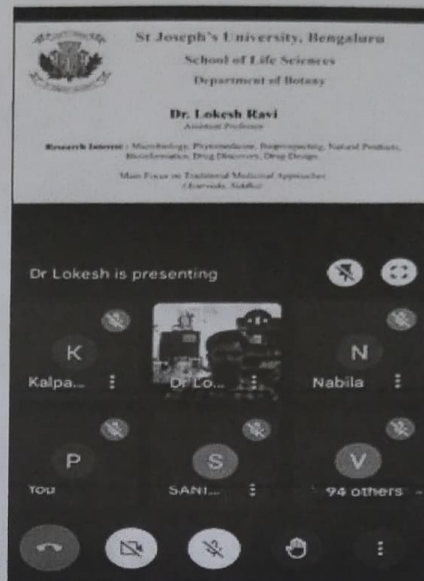 St Joseph's University, Bengaluru
School of Life Sciences
Department of Botany
Dr. Lokesh Ravi
Assistant Professor
Research Interest : Microbiology, Phytomedicine, Bioprospecting, Natural Products,
Bioinformatics, Drug Discovery, Drug Design.
Main Focus on Traditional Medicinal Approaches
(Ayurveda, Siddha)
Dr Lokesh is presenting
K
Kalpa...
Dr Lo...
N
Nabila
P
You
S
SANI...
V
94 others